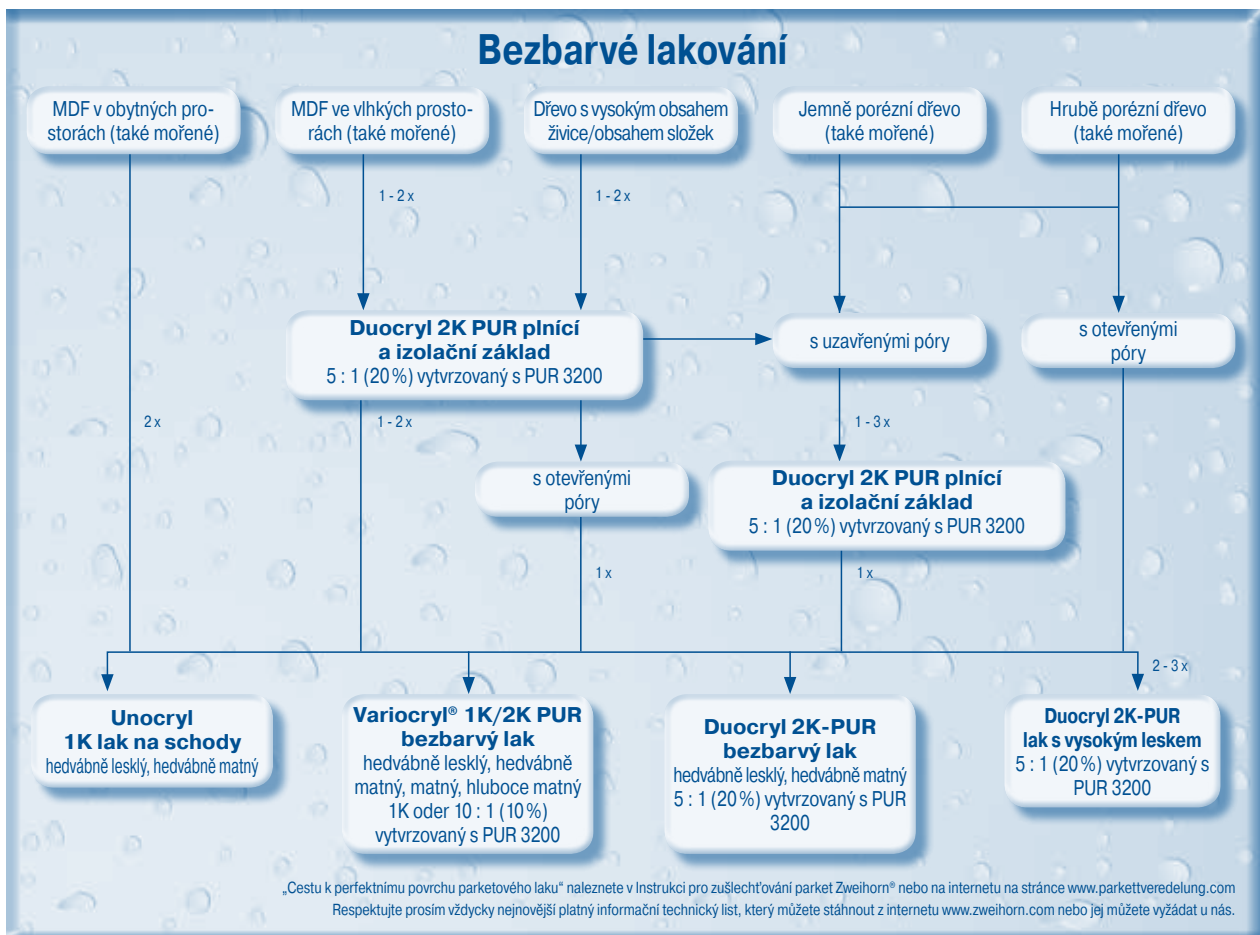 Bezbarvé lakování
MDF v obytných pro-
storách (také mořené)
MDF ve vlhkých prosto-
rách (také mořené)
Dřevo s vysokým obsahem
živice/obsahem složek
Jemně porézní dřevo
(také mořené)
Hrubě porézní dřevo
(také mořené)
1 - 2 x
1 - 2 x
Duocryl 2K PUR plnící
a izolační základ
5 : 1 (20 %) vytvrzovaný s PUR 3200
s uzavřenými póry
s otevřenými
póry
2 x
1 - 2 x
1 - 3 x
s otevřenými
póry
Duocryl 2K PUR plnící
a izolační základ
5 : 1 (20 %) vytvrzovaný s PUR 3200
1 x
1 x
2 - 3 x
Unocryl
1K lak na schody
hedvábně lesklý, hedvábně matný
Variocryl® 1K/2K PUR
bezbarvý lak
hedvábně lesklý, hedvábně
matný, matný, hluboce matný
1K oder 10 : 1 (10 %)
vytvrzovaný s PUR 3200
Duocryl 2K-PUR
bezbarvý lak
hedvábně lesklý, hedvábně matný
5 : 1 (20 %) vytvrzovaný s PUR
3200
Duocryl 2K-PUR
lak s vysokým leskem
5 : 1 (20 %) vytvrzovaný s
PUR 3200
„Cestu k perfektnímu povrchu parketového laku“ naleznete v Instrukci pro zušlechťování parket Zweihorn® nebo na internetu na stránce www.parkettveredelung.com
Respektujte prosím vždycky nejnovější platný informační technický list, který můžete stáhnout z internetu www.zweihorn.com nebo jej můžete vyžádat u nás.